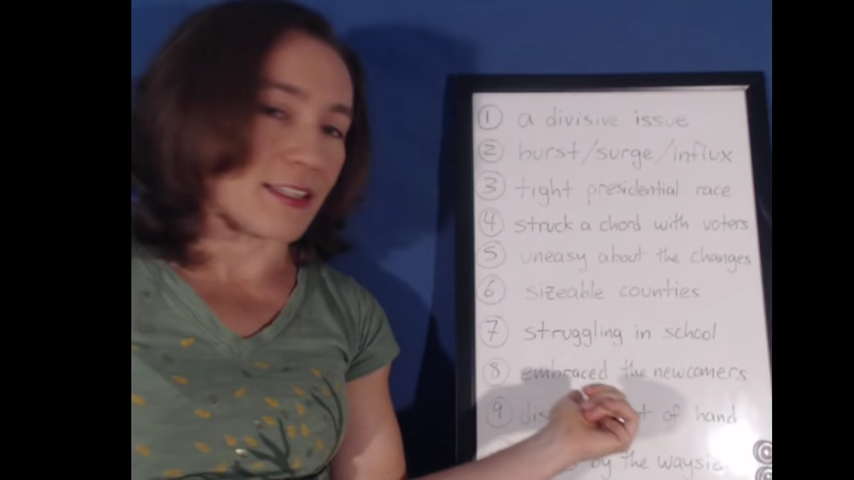 1 a divisive issue
2 burst/surge/influx
3 tight presidential race
4 struck a chord with voters
5 uneasy about the changes
6 sizeable counties
7 struggling in school
8 embraced the newcomers
9 of hand
by the